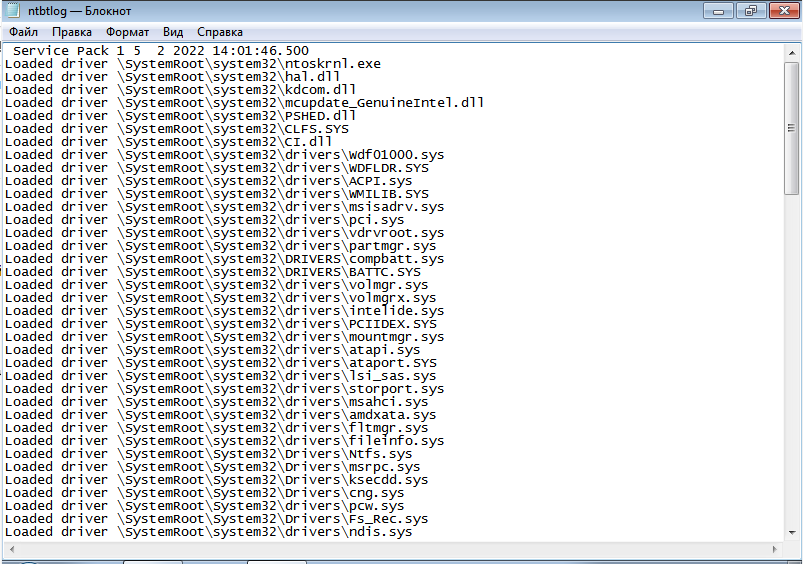 ntbtlog — Блокнот
Файл Правка Формат Вид Справка
Service Pack 1 5  2 2022 14:01:46.500
Loaded driver \SystemRoot\system32\ntoskrnl.exe
Loaded driver \SystemRoot\system32\hal.dll
Loaded driver \SystemRoot\system32\kdcom.dll
Loaded driver \SystemRoot\system32\mcupdate_GenuineIntel.dll
Loaded driver \SystemRoot\system32\PSHED.dll
Loaded driver \SystemRoot\system32\CLFS.SYS
Loaded driver \SystemRoot\system32\CI.dll
Loaded driver \SystemRoot\system32\drivers\Wdf01000.sys
Loaded driver \SystemRoot\system32\drivers\WDFLDR.SYS
Loaded driver \SystemRoot\system32\drivers\ACPI.sys
Loaded driver \SystemRoot\system32\drivers\WMILIB.SYS
Loaded driver \SystemRoot\system32\drivers\msisadrv.sys
Loaded driver \SystemRoot\system32\drivers\pci.sys
Loaded driver \SystemRoot\system32\drivers\vdrvroot.sys
Loaded driver \SystemRoot\system32\drivers\partmgr.sys
Loaded driver \SystemRoot\system32\DRIVERS\compbatt.sys
Loaded driver \SystemRoot\system32\DRIVERS\BATTC.SYS
Loaded driver \SystemRoot\system32\drivers\volmgr.sys
Loaded driver \SystemRoot\system32\drivers\volmgrx.sys
Loaded driver \SystemRoot\system32\drivers\intelide.sys
Loaded driver \SystemRoot\system32\drivers\PCIIDEX.SYS
Loaded driver \SystemRoot\system32\drivers\mountmgr.sys
Loaded driver \SystemRoot\system32\drivers\atapi.sys
Loaded driver \SystemRoot\system32\drivers\ataport.SYS
Loaded driver \SystemRoot\system32\drivers\lsi_sas.sys
Loaded driver \SystemRoot\system32\drivers\storport.sys
Loaded driver \SystemRoot\system32\drivers\msahci.sys
Loaded driver \SystemRoot\system32\drivers\amdxata.sys
Loaded driver \SystemRoot\system32\drivers\fltmgr.sys
Loaded driver \SystemRoot\system32\drivers\fileinfo.sys
Loaded driver \SystemRoot\System32\Drivers\Ntfs.sys
Loaded driver \SystemRoot\System32\Drivers\msrpc.sys
Loaded driver \SystemRoot\System32\Drivers\ksecdd.sys
Loaded driver \SystemRoot\System32\Drivers\cng.sys
Loaded driver \SystemRoot\System32\drivers\pcw.sys
Loaded driver \SystemRoot\System32\Drivers\Fs_Rec.sys
Loaded driver \SystemRoot\system32\drivers\ndis.sys